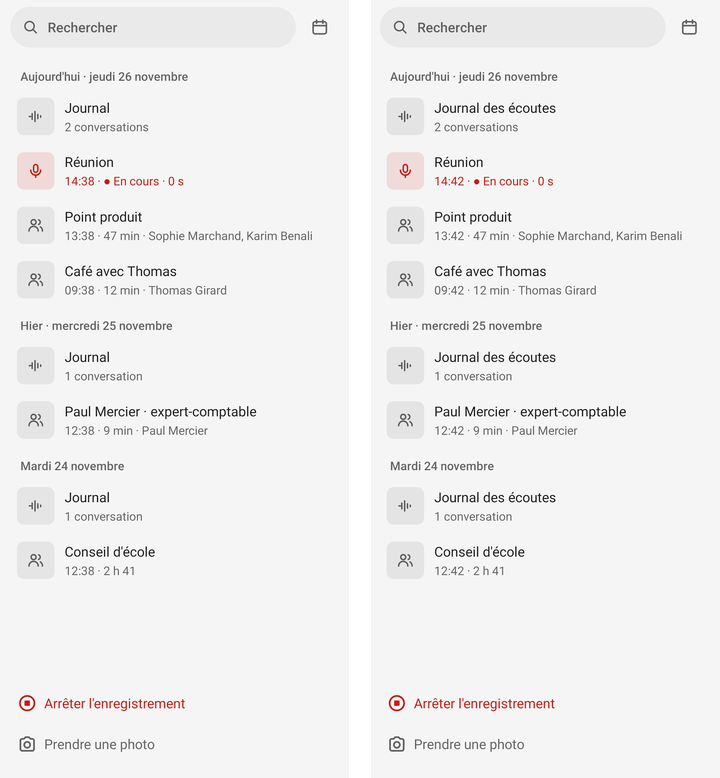 Rechercher
Aujourd'hui · jeudi 26 novembre
Journal
2 conversations
Réunion
14:38 · ● En cours · 0 s
Point produit
13:38 · 47 min · Sophie Marchand, Karim Benali
Café avec Thomas
09:38 · 12 min · Thomas Girard
Hier · mercredi 25 novembre
Journal
1 conversation
Paul Mercier · expert-comptable
12:38 · 9 min · Paul Mercier
Mardi 24 novembre
Journal
1 conversation
Conseil d'école
12:38 · 2 h 41
Arrêter l'enregistrement
Prendre une photo
Rechercher
Aujourd'hui · jeudi 26 novembre
Journal des écoutes
2 conversations
Réunion
14:42 · ● En cours · 0 s
Point produit
13:42 · 47 min · Sophie Marchand, Karim Benali
Café avec Thomas
09:42 · 12 min · Thomas Girard
Hier · mercredi 25 novembre
Journal des écoutes
1 conversation
Paul Mercier · expert-comptable
12:42 · 9 min · Paul Mercier
Mardi 24 novembre
Journal des écoutes
1 conversation
Conseil d'école
12:42 · 2 h 41
Arrêter l'enregistrement
Prendre une photo